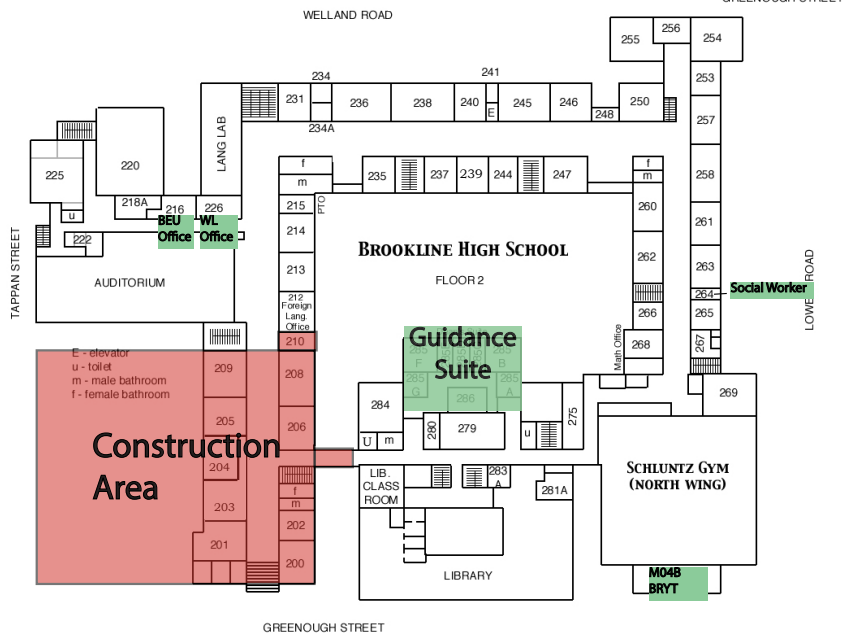 GREENOUGH STREET
WELLAND ROAD
256
255
254
234
241
253
231
236
238
240
E
245
246
248
250
257
LANG LAB
234A
220
f
m
235
237
239
244
247
f
m
258
225
218A
216
226
215
PTO
260
261
u
BEU
Office
WL
Office
214
222
BROOKLINE HIGH SCHOOL
262
263
TAPPAN STREET
AUDITORIUM
213
FLOOR 2
264
Social Worker
ROAD
212
Foreign
Lang.
Office
266
265
210
Guidance
Suite
Math Office
268
267
E - elevator
u - toilet
m - male bathroom
f - female bathroom
209
208
F
B
285
G
285
A
286
269
284
275
205
206
280
279
U
m
u
Construction
Area
204
LIB.
CLASS
ROOM
283
A
281A
SCHLUNTZ GYM
(NORTH WING)
f
m
203
202
201
200
LIBRARY
M04B
BRYT
GREENOUGH STREET